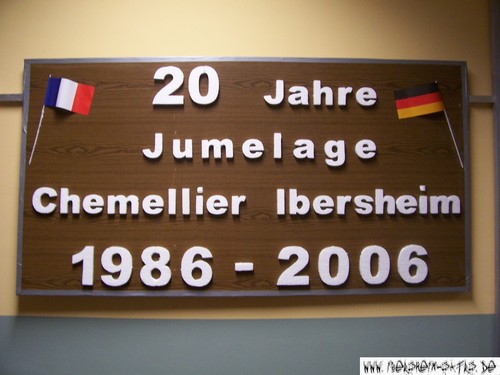 20 Jahre
Jumelage
Chemellier Ibersheim
1986 - 2006